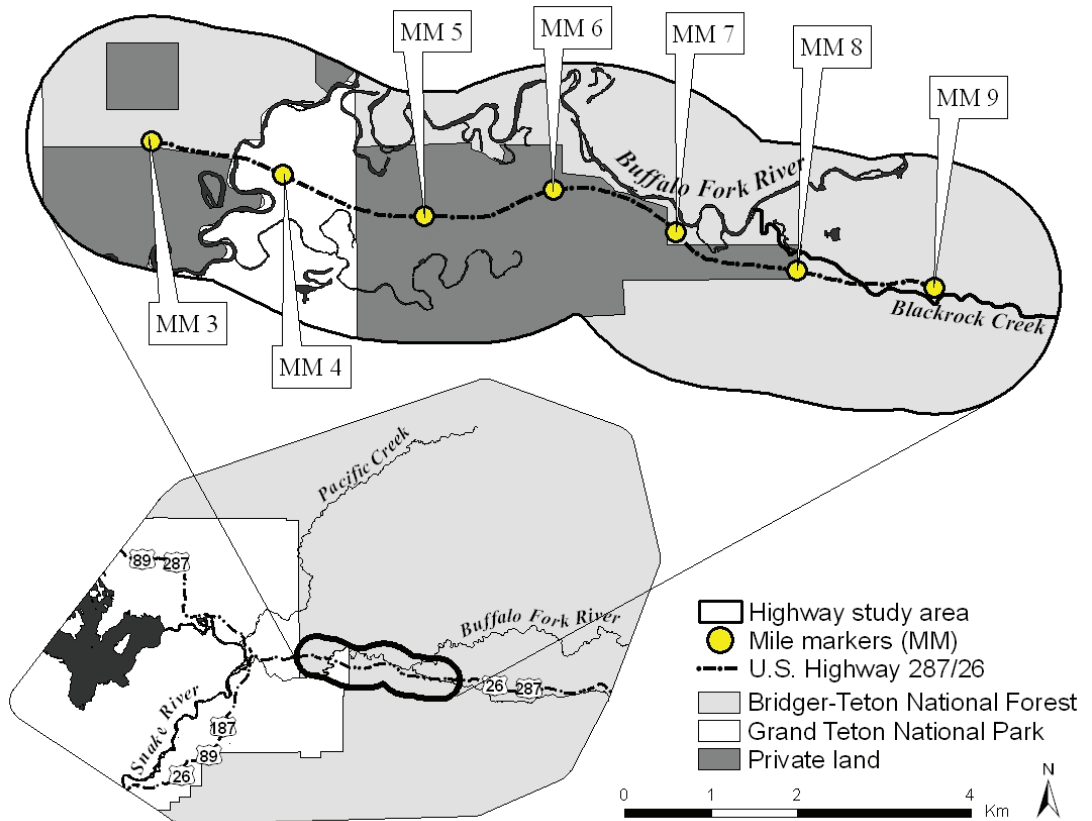 MM 5
MM 6
MM 7
MM 8
MM 9
Buffalo Fork River
MM 3
MM 4
Blackrock Creek
Pacific Creek
89 287
Buffalo Fork River
26 287
Snake River
187
89
26
Highway study area
Mile markers (MM)
U.S. Highway 287/26
Bridger-Teton National Forest
Grand Teton National Park
Private land
N
0 1 2 4
Km